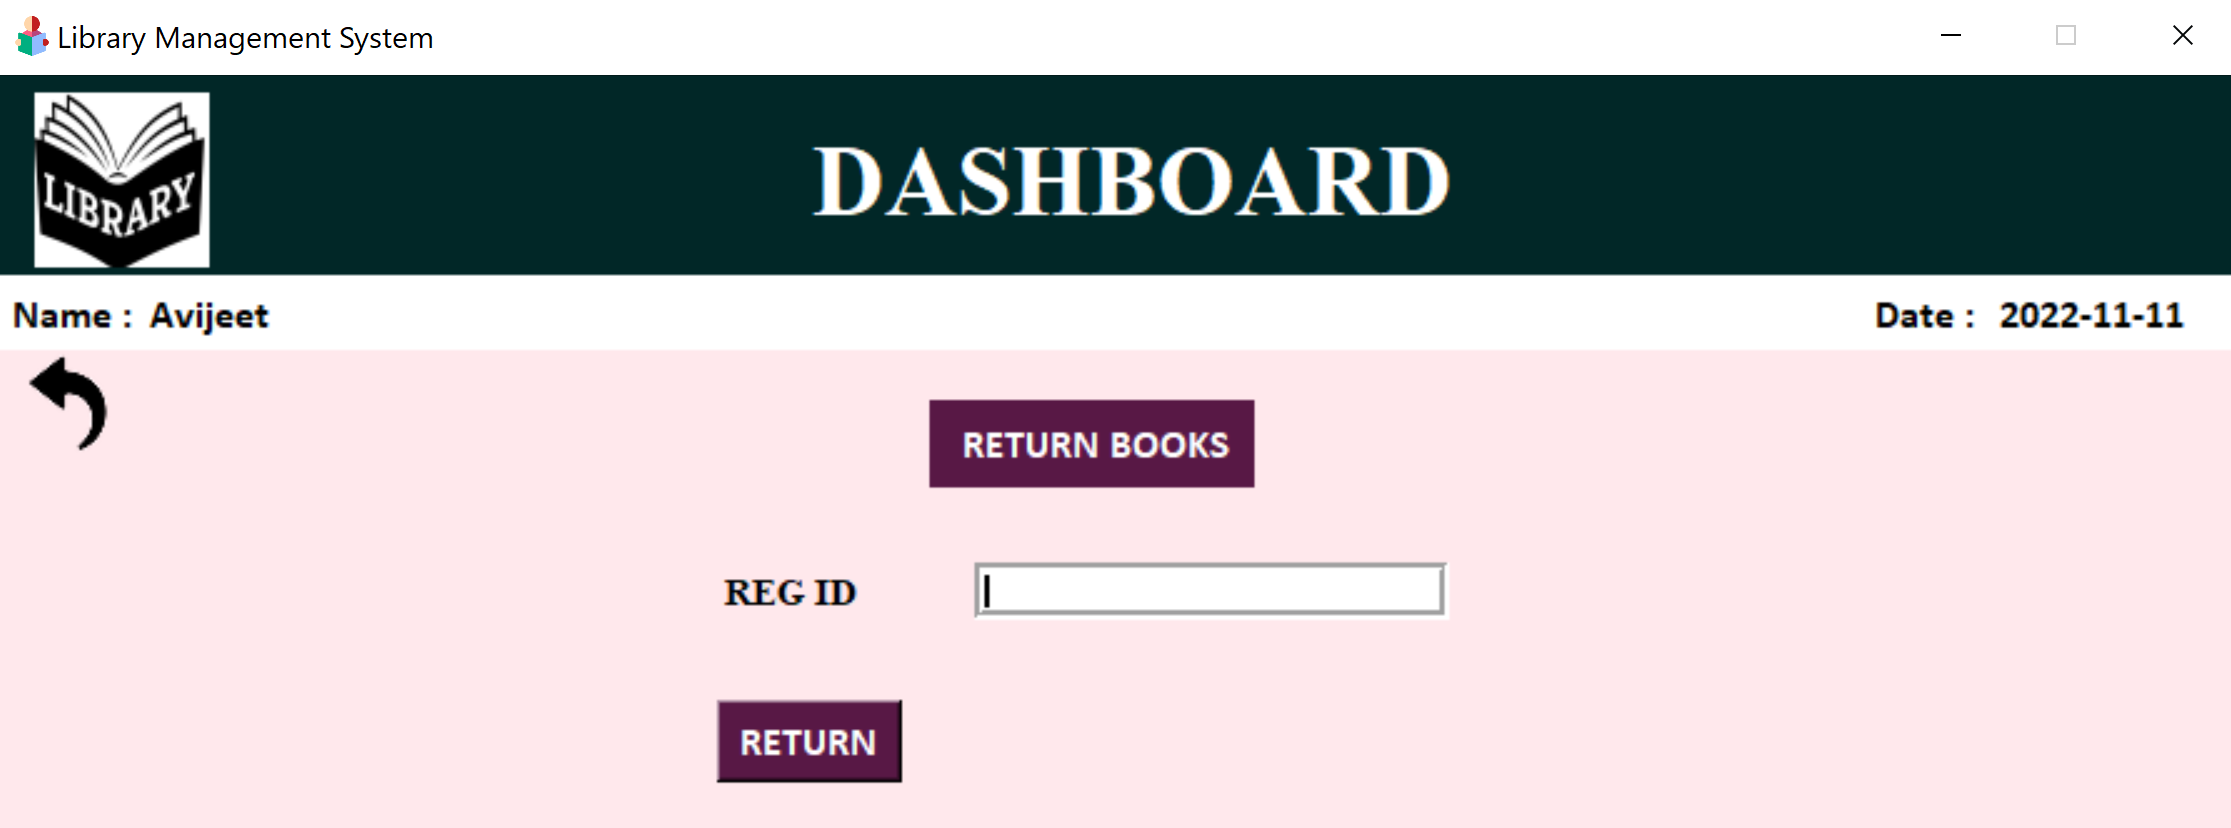 Library Management System
LIBRARY
DASHBOARD
Name : Avijeet
Date : 2022-11-11
RETURN BOOKS
REG ID
RETURN